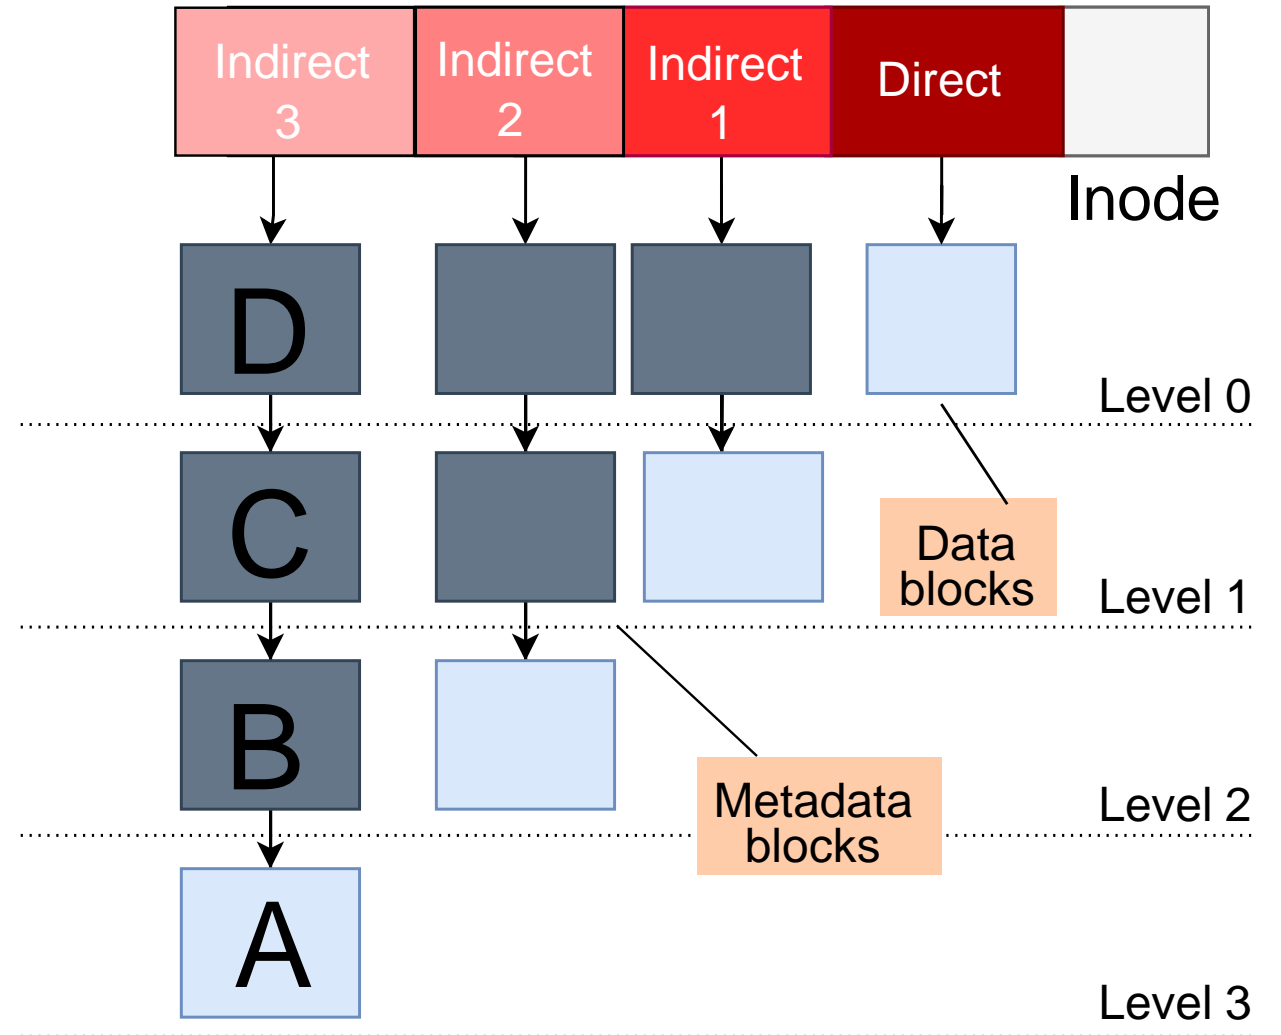 Indirect
3
Indirect
2
Indirect
1
Direct
Inode
D
Level 0
C
Data
blocks
Level 1
B
Metadata
blocks
Level 2
A
Level 3